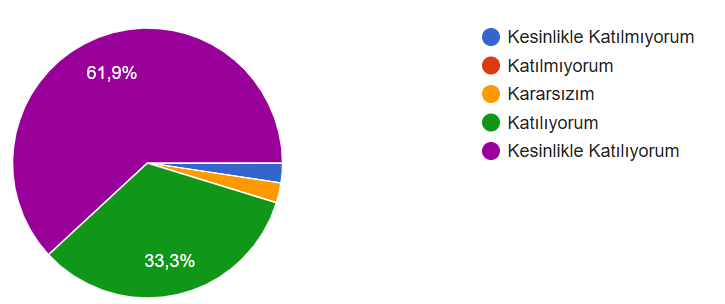 61,9%
33,3%
Kesinlikle Katılmıyorum
Katılmıyorum
Kararsızım
Katılıyorum
Kesinlikle Katılıyorum